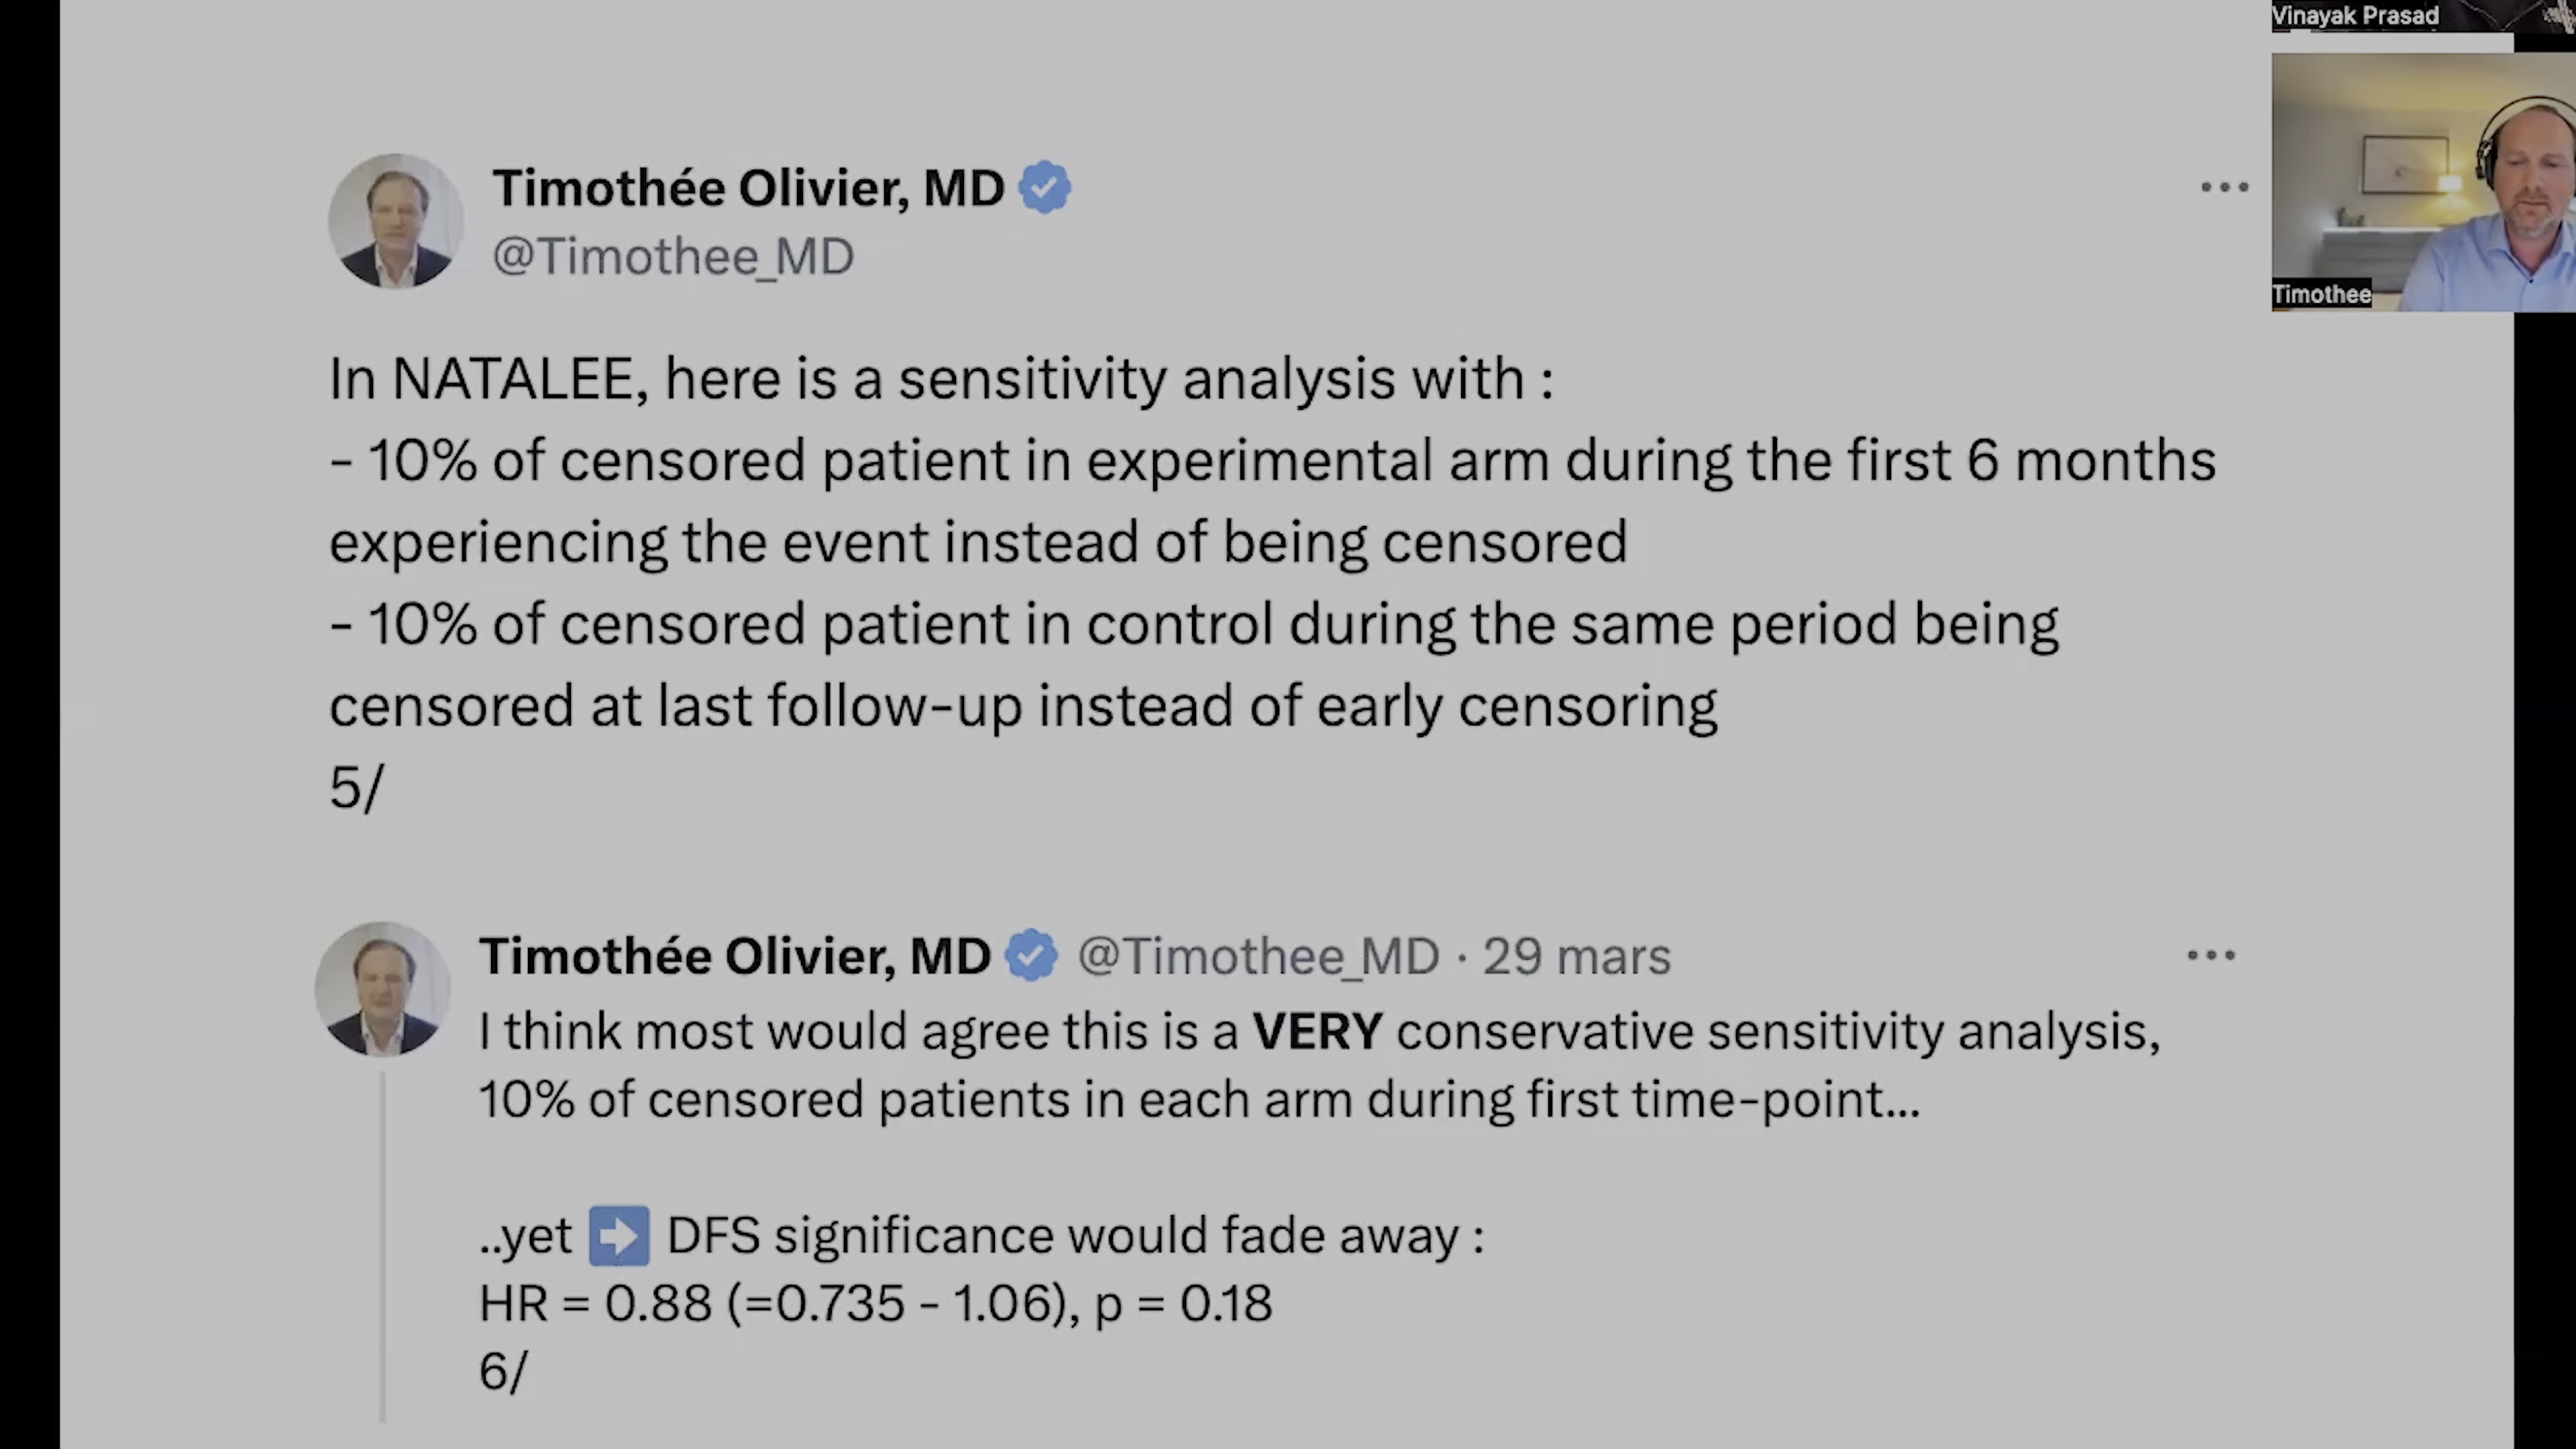 Vinayak Prasad
Timothee
Timothée Olivier, MD
@Timothee_MD
In NATALEE, here is a sensitivity analysis with :
- 10% of censored patient in experimental arm during the first 6 months
experiencing the event instead of being censored
- 10% of censored patient in control during the same period being
censored at last follow-up instead of early censoring
5/
Timothée Olivier, MD @Timothee_MD · 29 mars
I think most would agree this is a VERY conservative sensitivity analysis,
10% of censored patients in each arm during first time-point...
..yet ➡️ DFS significance would fade away :
HR = 0.88 (=0.735 - 1.06), p = 0.18
6/